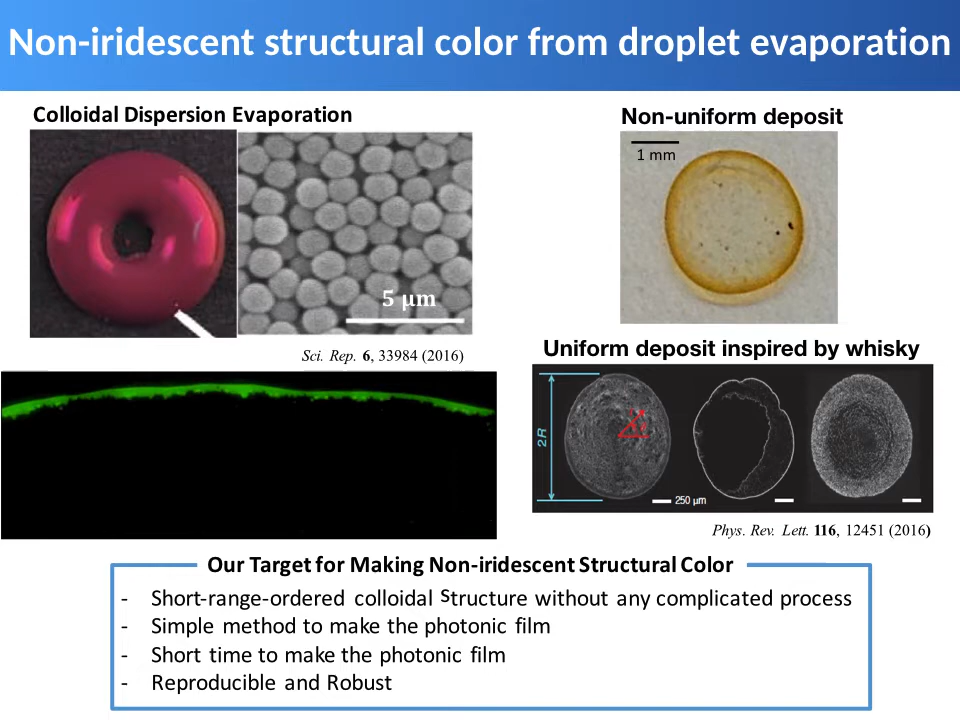 Non-iridescent structural color from droplet evaporation
Colloidal Dispersion Evaporation
5 µm
Sci. Rep. 6, 33984 (2016)
Non-uniform deposit
1 mm
Uniform deposit inspired by whisky
2R
250 µm
Phys. Rev. Lett. 116, 12451 (2016)
Our Target for Making Non-iridescent Structural Color
- Short-range-ordered colloidal Structure without any complicated process
- Simple method to make the photonic film
- Short time to make the photonic film
- Reproducible and Robust